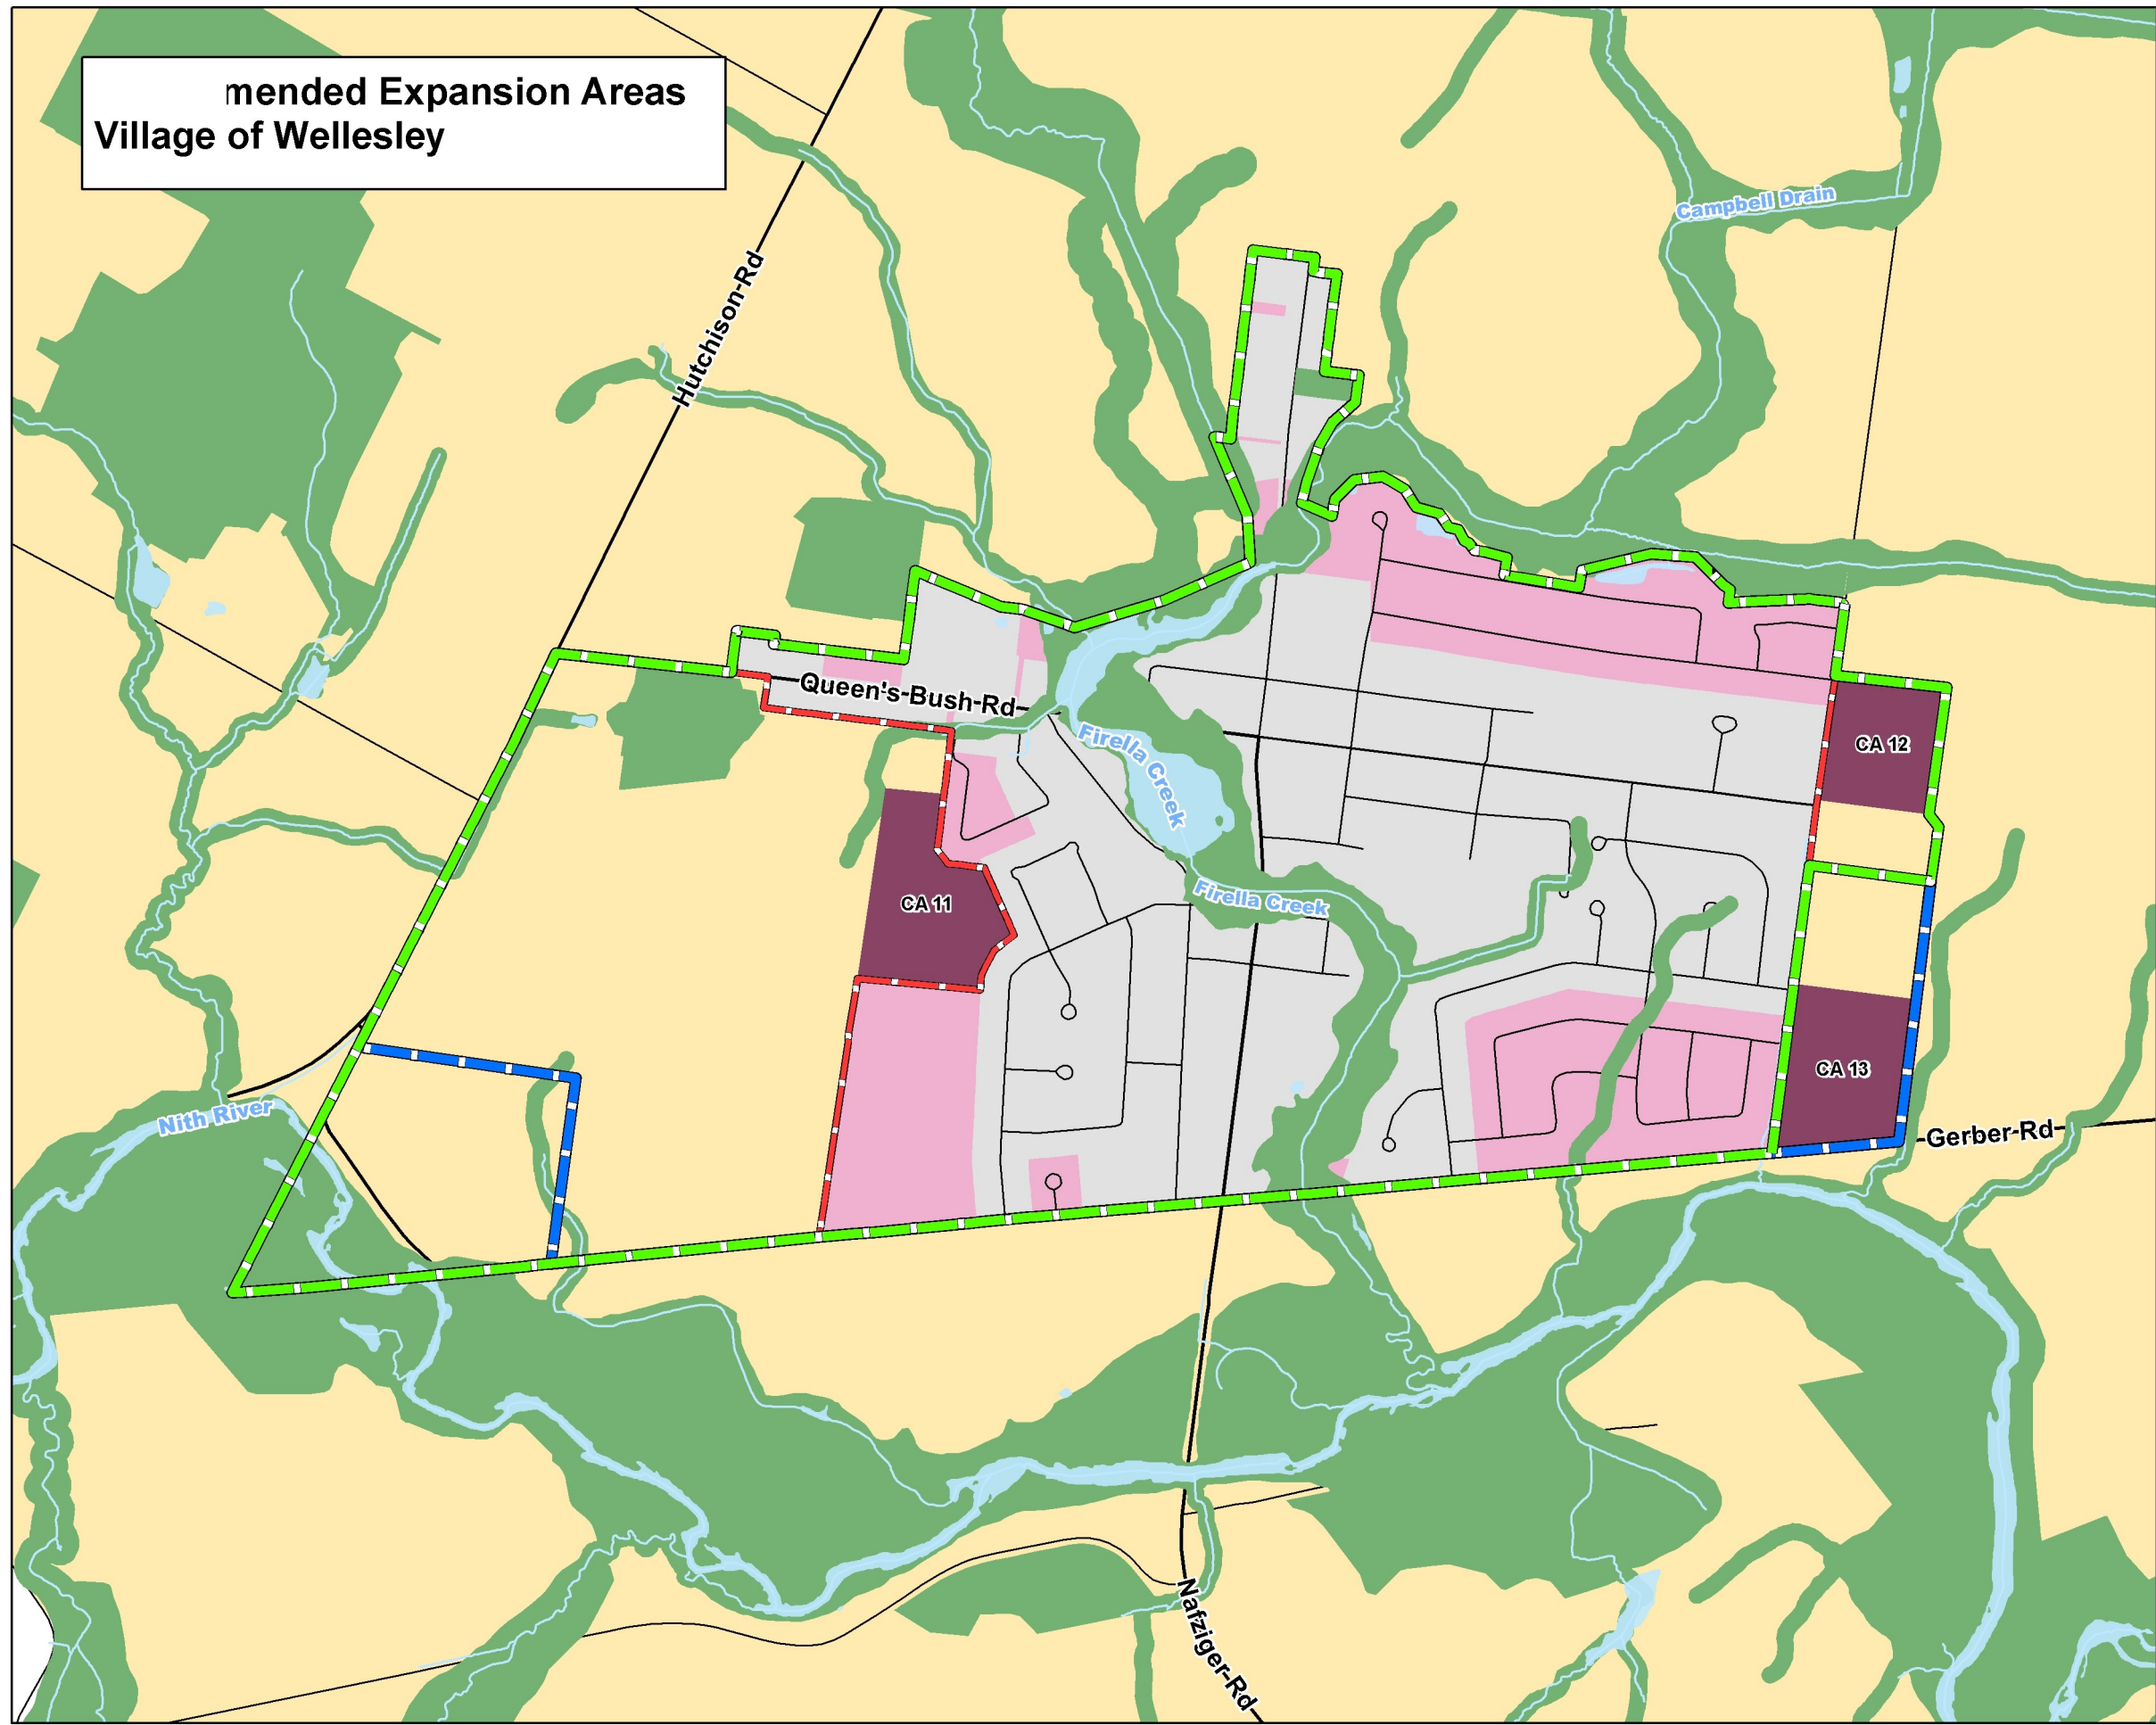 mended Expansion Areas
Village of Wellesley
Campbell Drain
Hutchison Rd
Queen's Bush Rd
Firella Creek
CA 12
CA 11
Firella Creek
CA 13
Nith River
Gerber Rd
Nafziger Rd